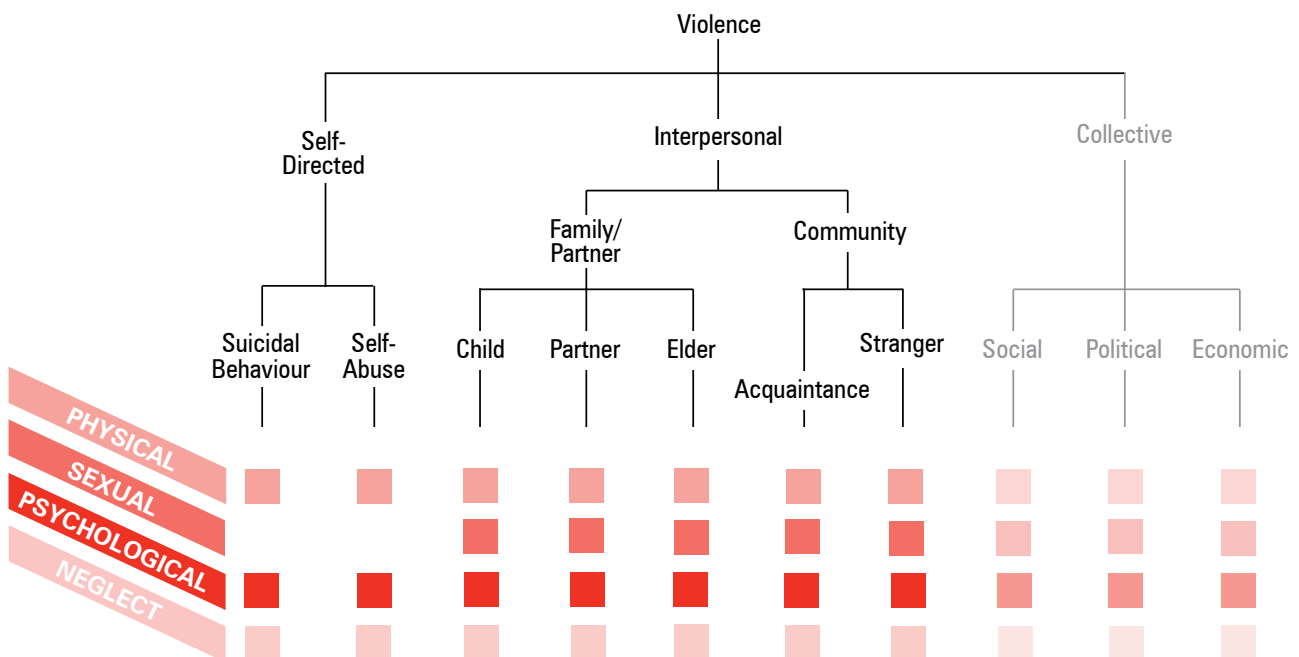 Violence
Self-
Directed
Interpersonal
Collective
Family/
Partner
Community
Suicidal
Behaviour
Self-
Abuse
Child
Partner
Elder
Acquaintance
Stranger
Social
Political
Economic
PHYSICAL
SEXUAL
PSYCHOLOGICAL
NEGLECT